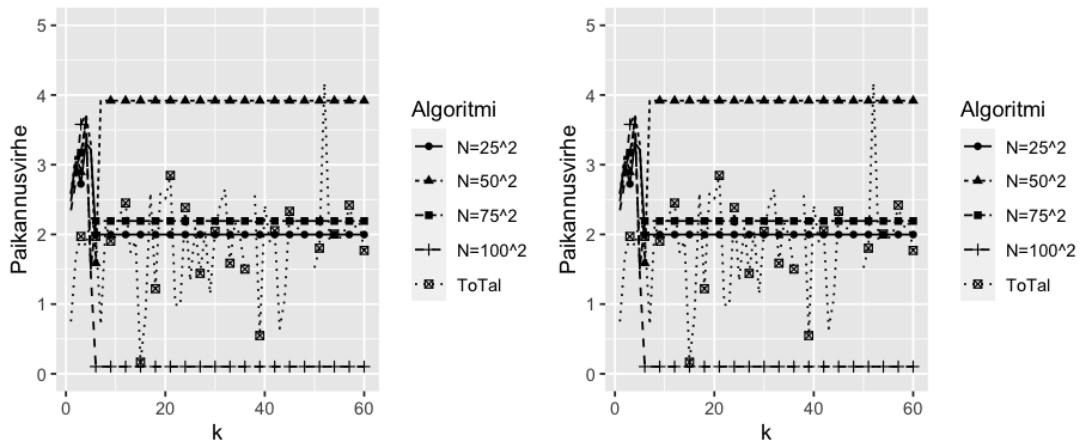 Paikannusvirhe
5
4
3
2
1
0
0
20
40
60
k
Algoritmi
N=25^2
N=50^2
N=75^2
N=100^2
ToTal
Paikannusvirhe
5
4
3
2
1
0
0
20
40
60
k
Algoritmi
N=25^2
N=50^2
N=75^2
N=100^2
ToTal